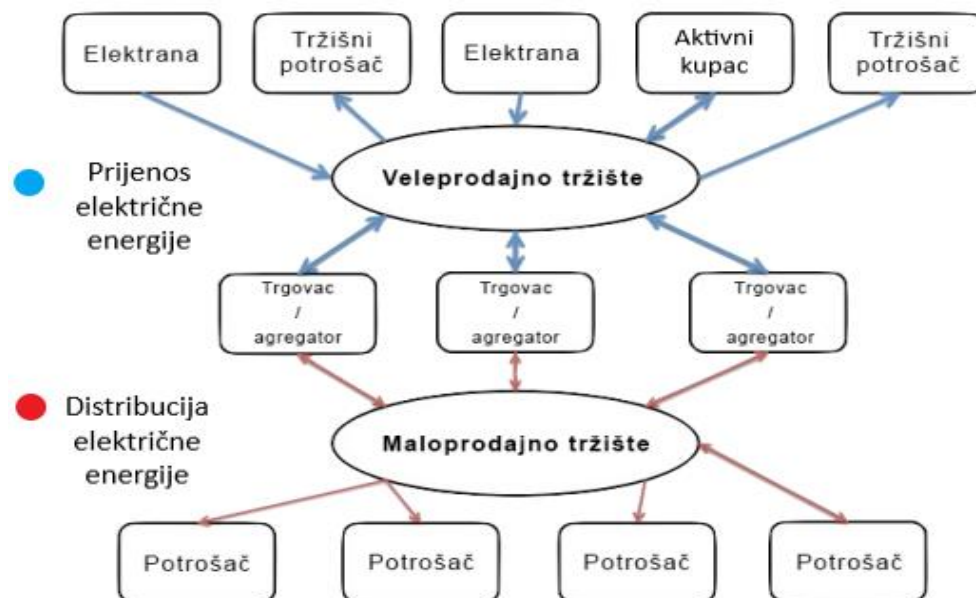 Elektrana
Tržišni
potrošač
Elektrana
Aktivni
kupac
Tržišni
potrošač
Veleprodajno tržište
Prijenos
električne
energije
Trgovac
/
agregator
Trgovac
/
agregator
Trgovac
/
agregator
Distribucija
električne
energije
Maloprodajno tržište
Potrošač
Potrošač
Potrošač
Potrošač